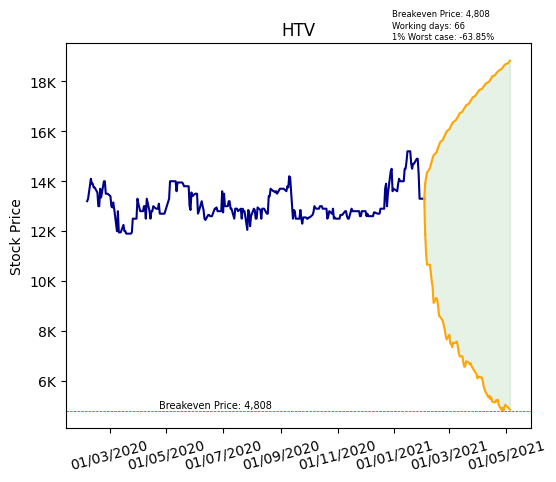 Breakeven Price: 4,808
Working days: 66
1% Worst case: -63.85%
HTV
Stock Price
18K
16K
14K
12K
10K
8K
6K
Breakeven Price: 4,808
01/03/2020
01/05/2020
01/07/2020
01/09/2020
01/11/2020
01/01/2021
01/03/2021
01/05/2021